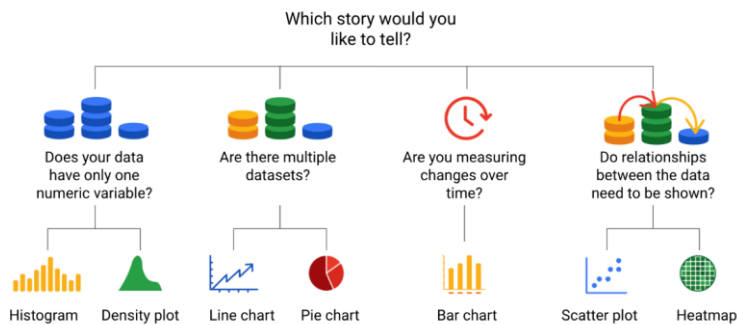 Which story would you
like to tell?
Does your data
have only one
numeric variable?
Are there multiple
datasets?
Are you measuring
changes over
time?
Do relationships
between the data
need to be shown?
Histogram
Density plot
Line chart
Pie chart
Bar chart
Scatter plot
Heatmap